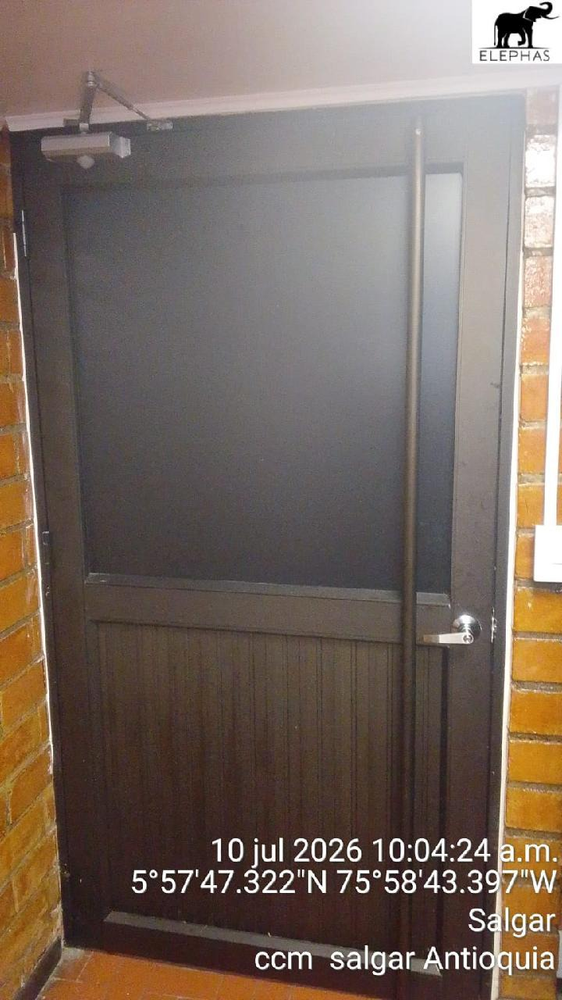 ELEPHAS
10 jul 2026 10:04:24 a.m.
5°57'47.322"N 75°58'43.397"W
Salgar
ccm  salgar Antioquia